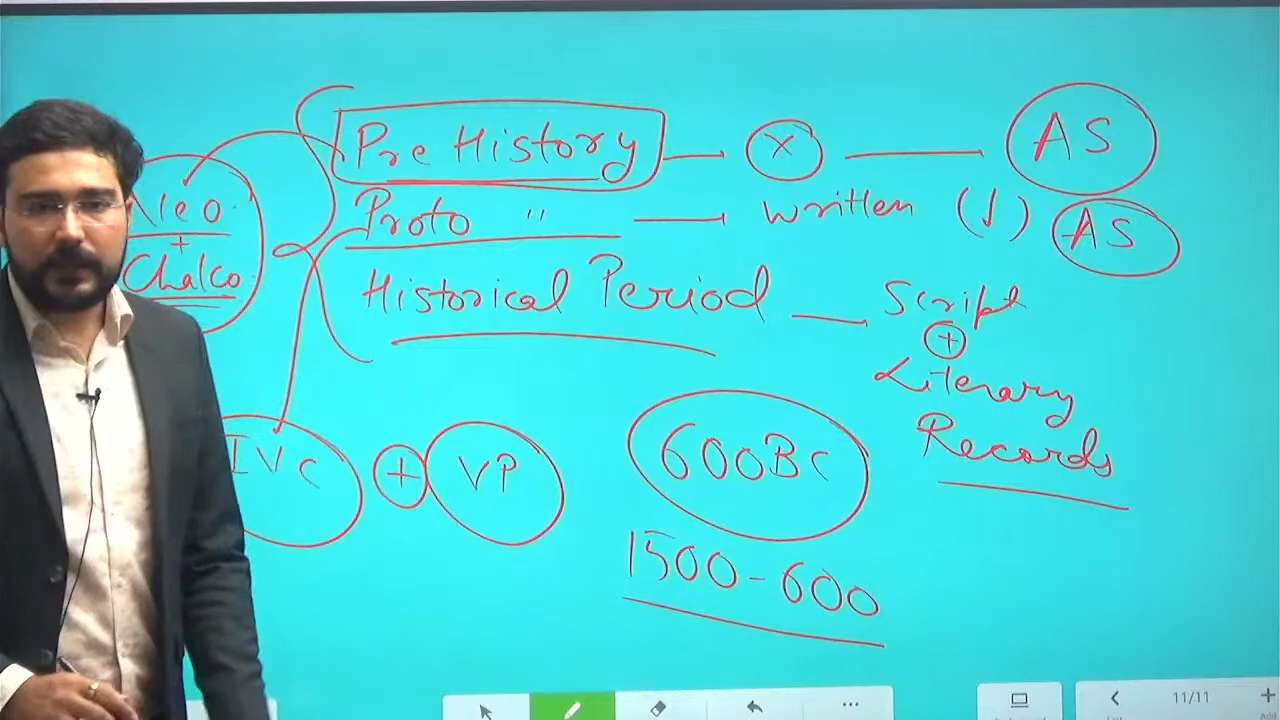 Pre History → X — AS
Proto " → written (√) AS
Neo
+
Chalco
Historical Period — Script
+
Literary
Records
IVC + VP
600BC
1500-600
11/11